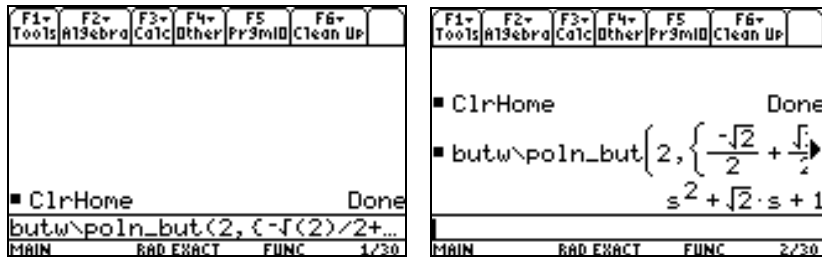 F1▾ F2▾ F3▾ F4▾ F5 F6▾
Tools Algebra Calc Other PrgmIO Clean Up
▪ ClrHome Done
butw\poln_but(2,{-√(2)/2+...
MAIN RAD EXACT FUNC 1/30
F1▾ F2▾ F3▾ F4▾ F5 F6▾
Tools Algebra Calc Other PrgmIO Clean Up
▪ ClrHome Done
▪ butw\poln_but(2,{-√2/2 + √
s² + √2·s + 1
MAIN RAD EXACT FUNC 2/30